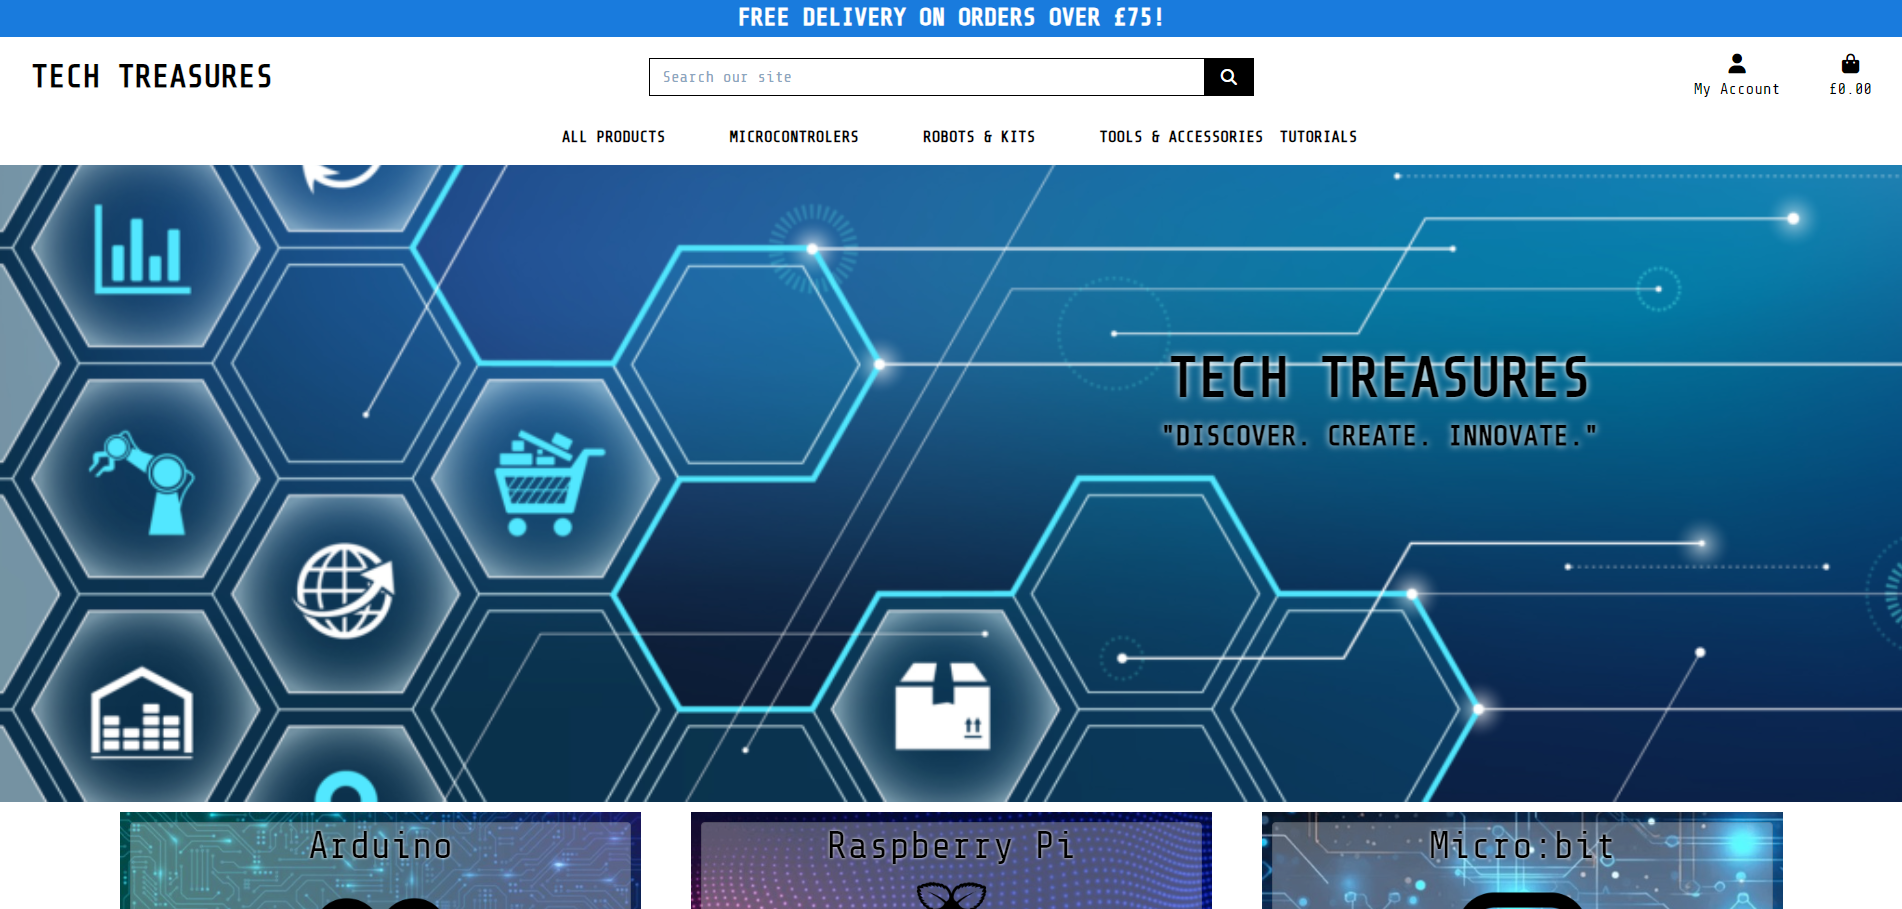 FREE DELIVERY ON ORDERS OVER £75!
TECH TREASURES
Search our site
My Account
£0.00
ALL PRODUCTS
MICROCONTROLERS
ROBOTS & KITS
TOOLS & ACCESSORIES
TUTORIALS
TECH TREASURES
"DISCOVER. CREATE. INNOVATE."
Arduino
Raspberry Pi
Micro:bit